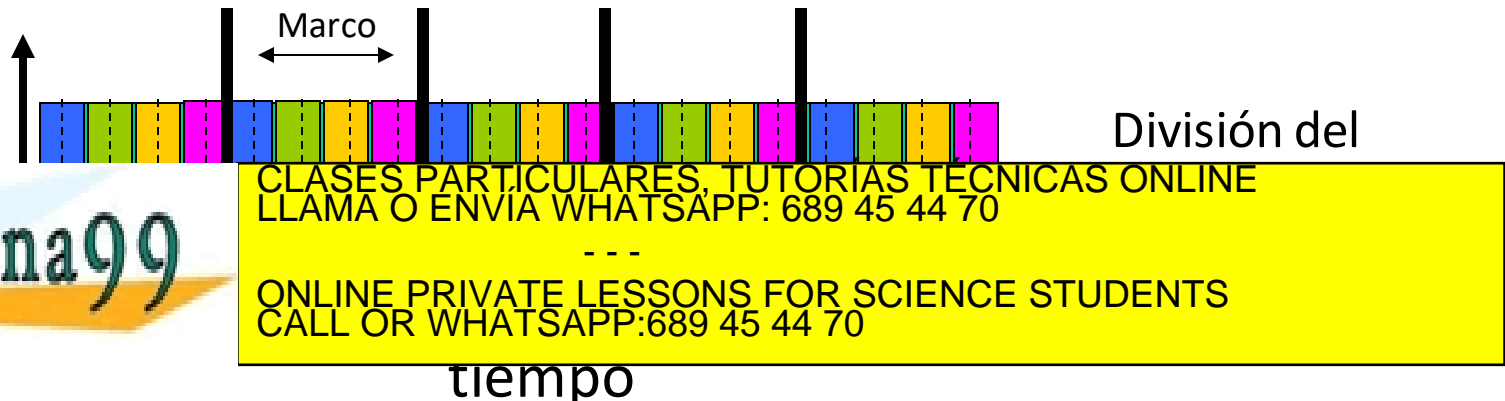 Marco
División del
CLASES PARTICULARES, TUTORÍAS TÉCNICAS ONLINE
LLAMA O ENVÍA WHATSAPP: 689 45 44 70
- - -
ONLINE PRIVATE LESSONS FOR SCIENCE STUDENTS
CALL OR WHATSAPP:689 45 44 70
na99
tiempo